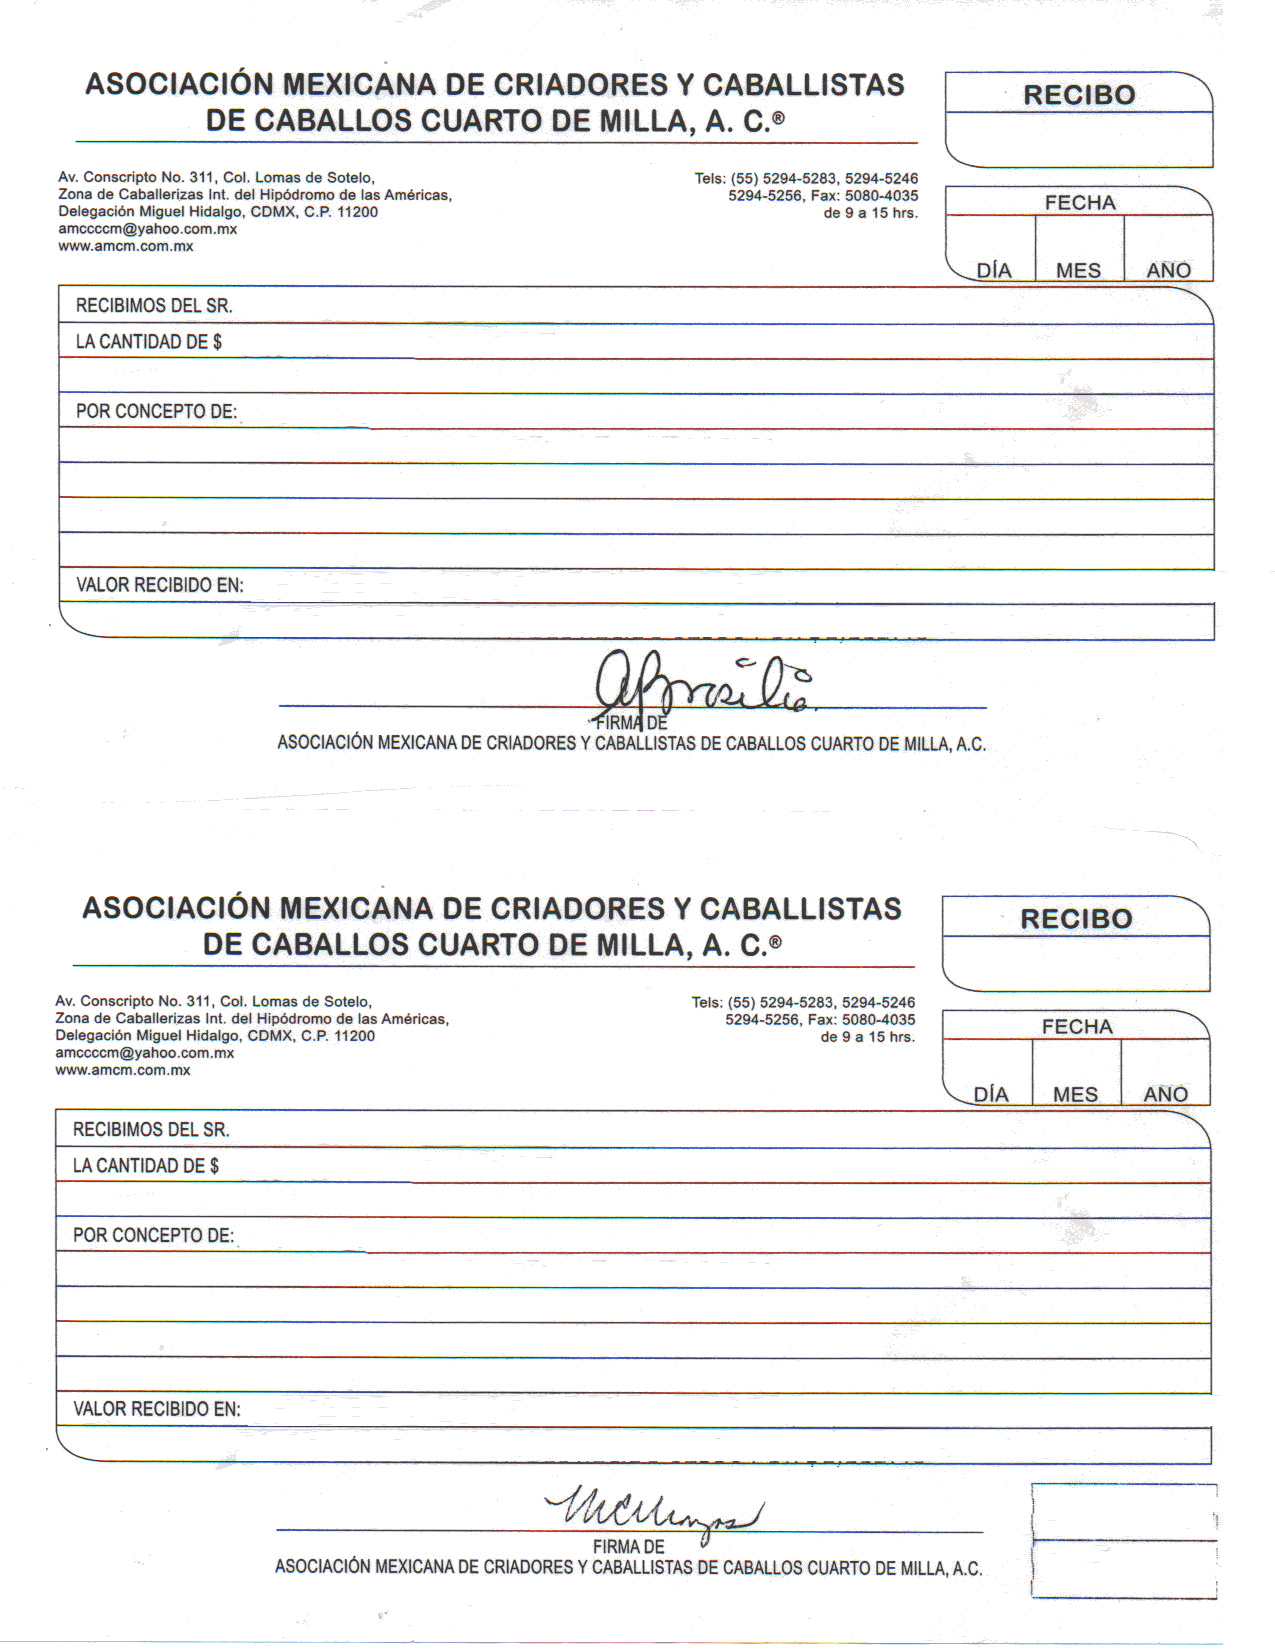 ASOCIACIÓN MEXICANA DE CRIADORES Y CABALLISTAS
DE CABALLOS CUARTO DE MILLA, A. C.®
RECIBO
Av. Conscripto No. 311, Col. Lomas de Sotelo,
Zona de Caballerizas Int. del Hipódromo de las Américas,
Delegación Miguel Hidalgo, CDMX, C.P. 11200
amccccm@yahoo.com.mx
www.amcm.com.mx
Tels: (55) 5294-5283, 5294-5246
5294-5256, Fax: 5080-4035
de 9 a 15 hrs.
FECHA
DÍA MES AÑO
RECIBIMOS DEL SR.
LA CANTIDAD DE $
POR CONCEPTO DE:
VALOR RECIBIDO EN:
FIRMA DE
ASOCIACIÓN MEXICANA DE CRIADORES Y CABALLISTAS DE CABALLOS CUARTO DE MILLA, A.C.
ASOCIACIÓN MEXICANA DE CRIADORES Y CABALLISTAS
DE CABALLOS CUARTO DE MILLA, A. C.®
RECIBO
Av. Conscripto No. 311, Col. Lomas de Sotelo,
Zona de Caballerizas Int. del Hipódromo de las Américas,
Delegación Miguel Hidalgo, CDMX, C.P. 11200
amccccm@yahoo.com.mx
www.amcm.com.mx
Tels: (55) 5294-5283, 5294-5246
5294-5256, Fax: 5080-4035
de 9 a 15 hrs.
FECHA
DÍA MES AÑO
RECIBIMOS DEL SR.
LA CANTIDAD DE $
POR CONCEPTO DE:
VALOR RECIBIDO EN:
FIRMA DE
ASOCIACIÓN MEXICANA DE CRIADORES Y CABALLISTAS DE CABALLOS CUARTO DE MILLA, A.C.